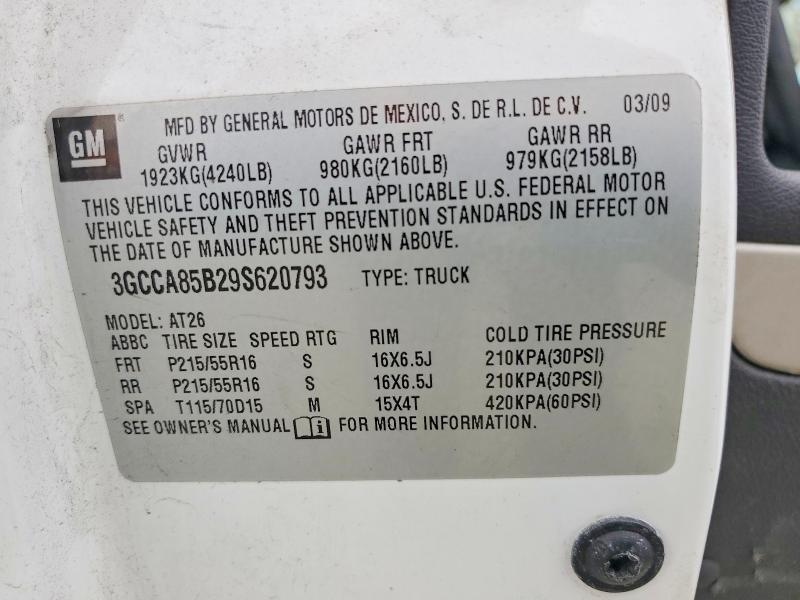 GM
MFD BY GENERAL MOTORS DE MEXICO, S. DE R.L. DE C.V. 03/09
GVWR GAWR FRT GAWR RR
1923KG(4240LB) 980KG(2160LB) 979KG(2158LB)
THIS VEHICLE CONFORMS TO ALL APPLICABLE U.S. FEDERAL MOTOR
VEHICLE SAFETY AND THEFT PREVENTION STANDARDS IN EFFECT ON
THE DATE OF MANUFACTURE SHOWN ABOVE.
3GCCA85B29S620793 TYPE: TRUCK
MODEL: AT26
ABBC TIRE SIZE SPEED RTG RIM COLD TIRE PRESSURE
FRT P215/55R16 S 16X6.5J 210KPA(30PSI)
RR P215/55R16 S 16X6.5J 210KPA(30PSI)
SPA T115/70D15 M 15X4T 420KPA(60PSI)
SEE OWNER'S MANUAL FOR MORE INFORMATION.